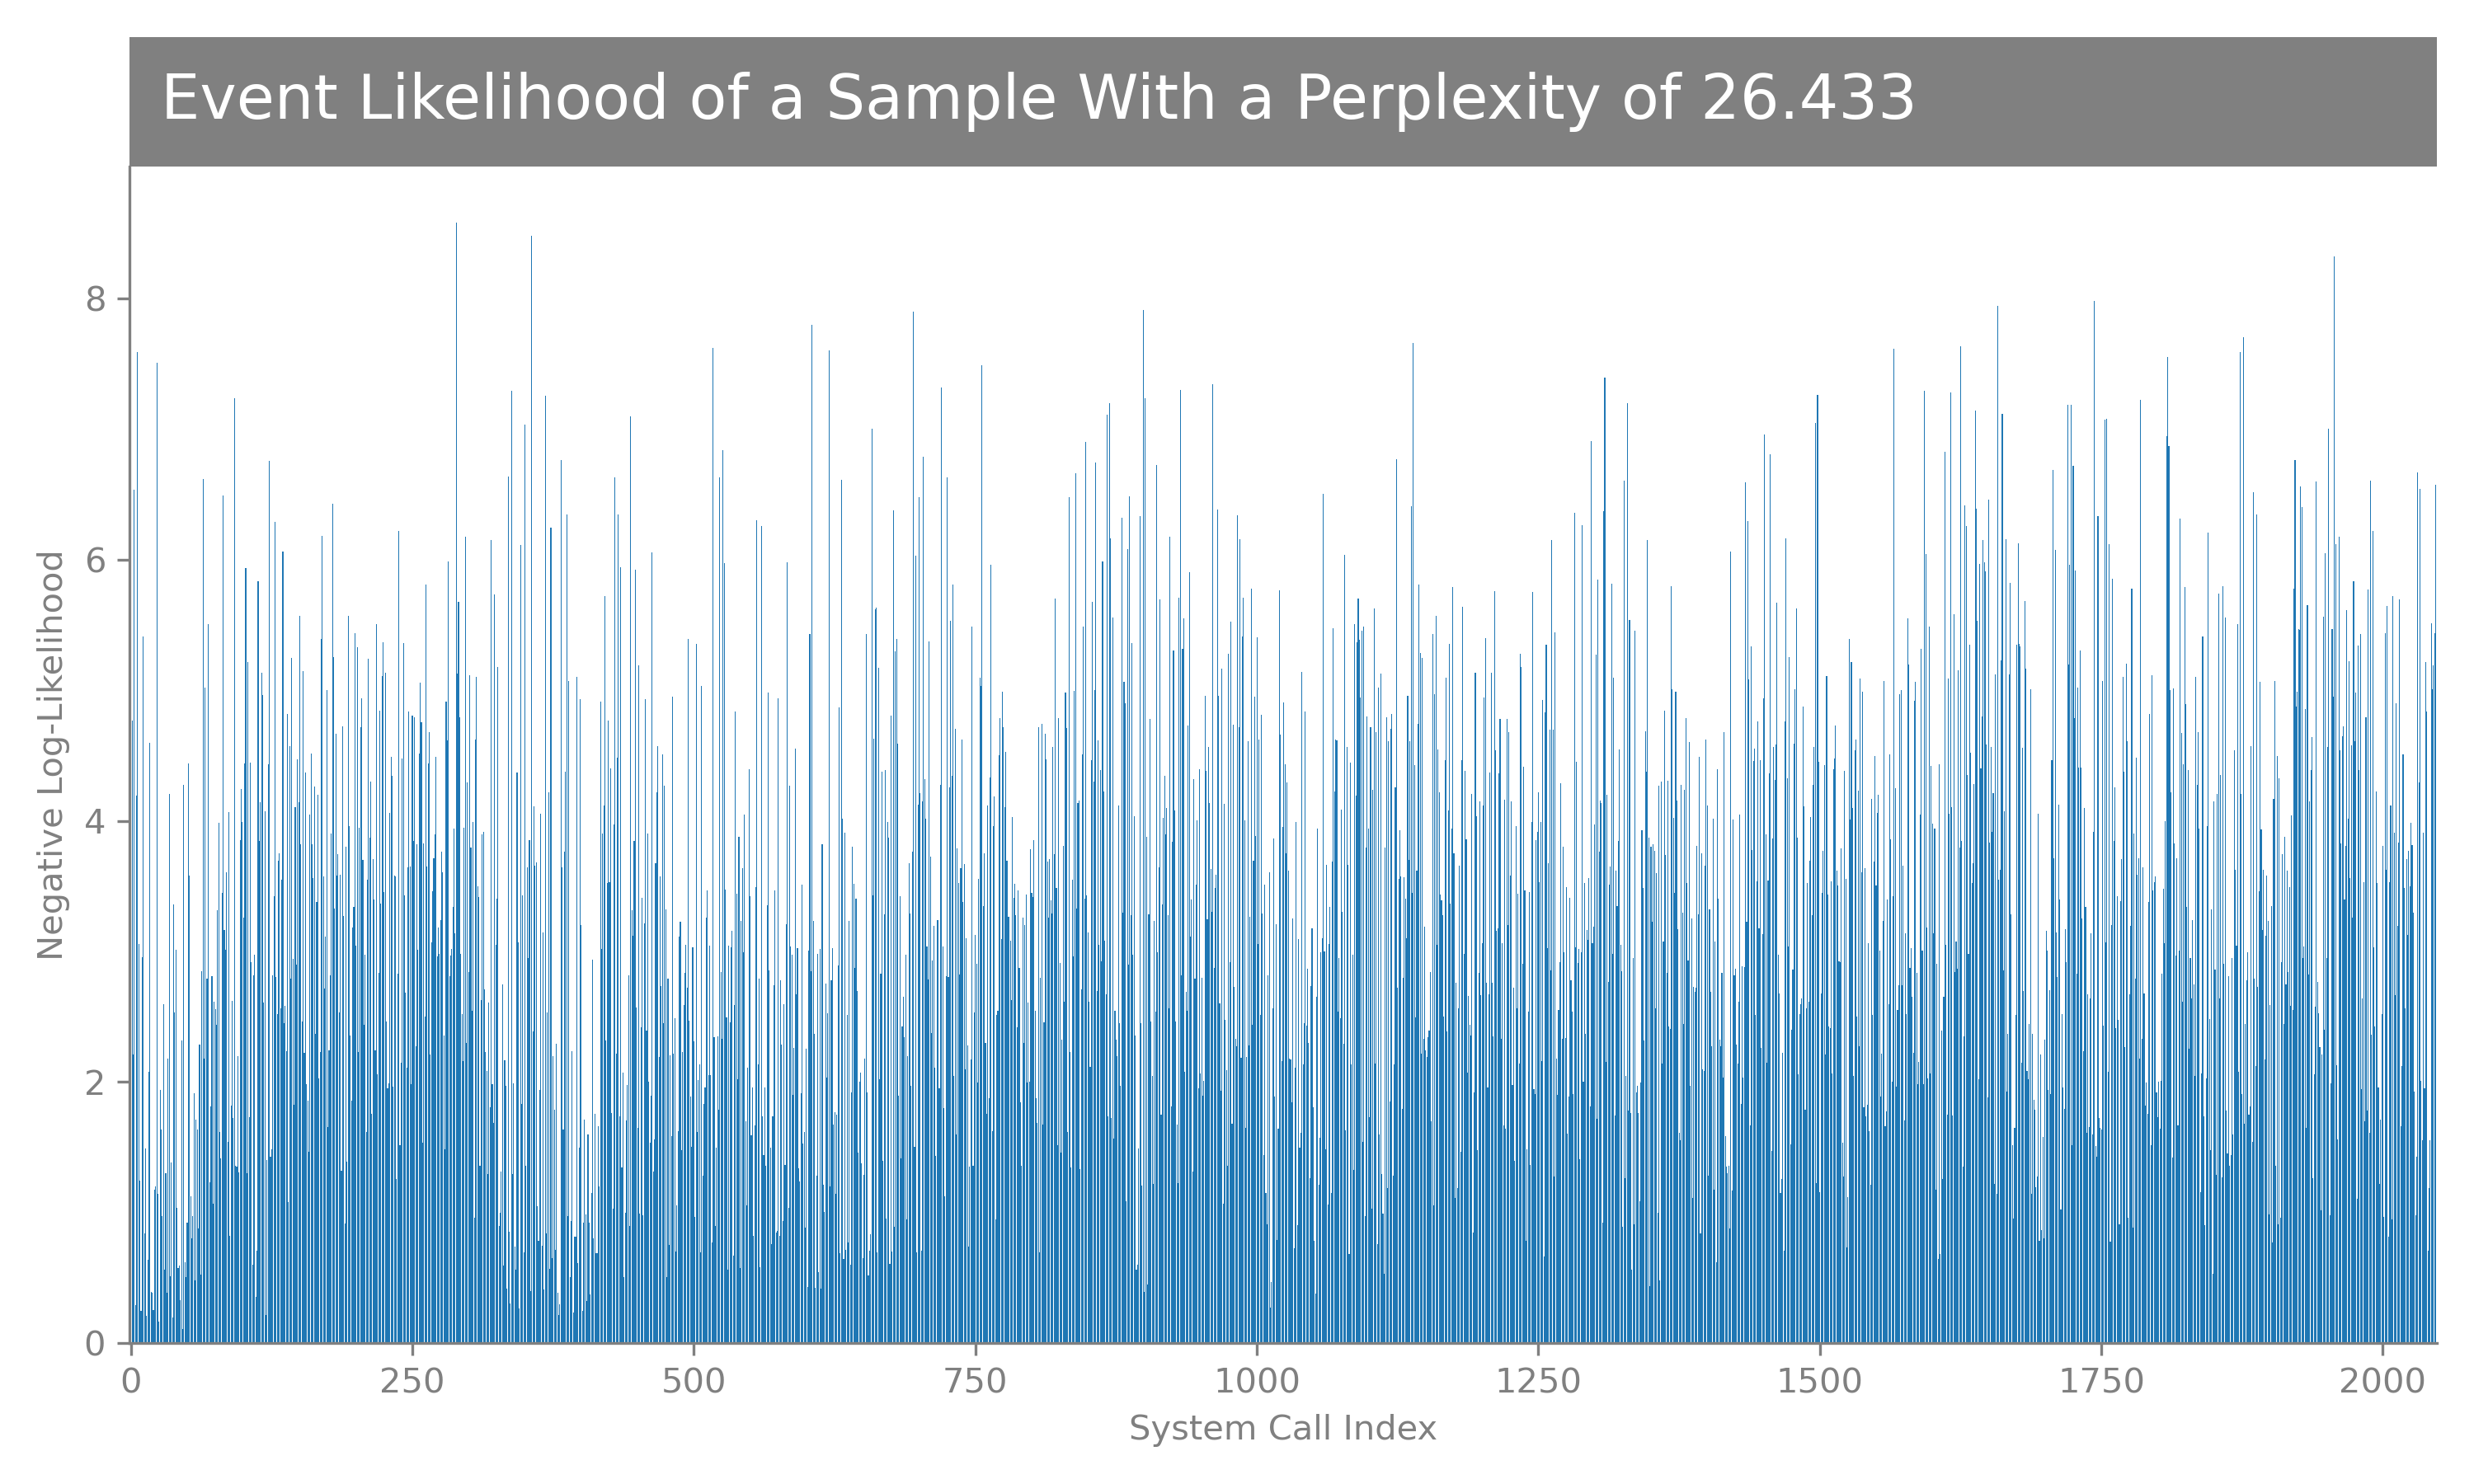 Event Likelihood of a Sample With a Perplexity of 26.433
8
6
4
2
0
Negative Log-Likelihood
0 250 500 750 1000 1250 1500 1750 2000
System Call Index